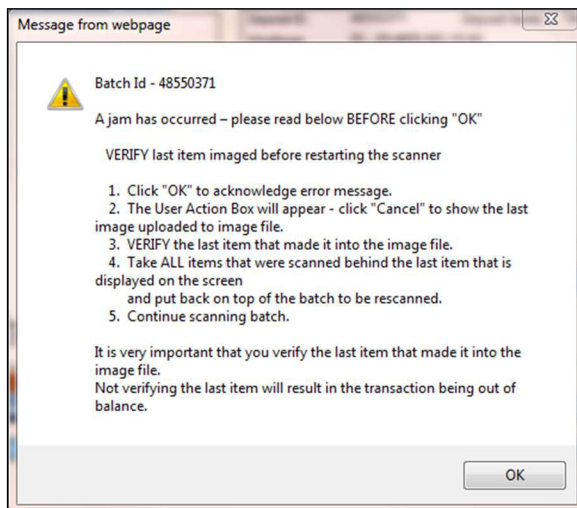 Message from webpage
Batch Id - 48550371
A jam has occurred – please read below BEFORE clicking "OK"
VERIFY last item imaged before restarting the scanner
1. Click "OK" to acknowledge error message.
2. The User Action Box will appear - click "Cancel" to show the last
image uploaded to image file.
3. VERIFY the last item that made it into the image file.
4. Take ALL items that were scanned behind the last item that is
displayed on the screen
and put back on top of the batch to be rescanned.
5. Continue scanning batch.
It is very important that you verify the last item that made it into the
image file.
Not verifying the last item will result in the transaction being out of
balance.
OK